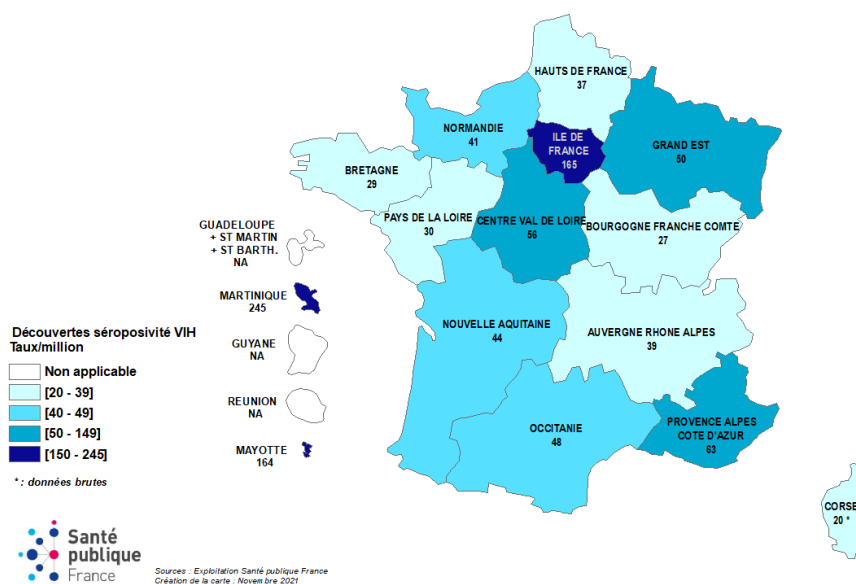 HAUTS DE FRANCE
37
NORMANDIE
41
ILE DE
FRANCE
165
GRAND EST
50
BRETAGNE
29
PAYS DE LA LOIRE
30
CENTRE VAL DE LOIRE
56
BOURGOGNE FRANCHE COMTE
27
GUADELOUPE
+ ST MARTIN
+ ST BARTH.
NA
MARTINIQUE
245
GUYANE
NA
REUNION
NA
MAYOTTE
164
NOUVELLE AQUITAINE
44
AUVERGNE RHONE ALPES
39
OCCITANIE
48
PROVENCE ALPES
COTE D'AZUR
63
CORSE
20 *
Découvertes séropositivité VIH
Taux/million
Non applicable
[20 - 39]
[40 - 49]
[50 - 149]
[150 - 245]
* : données brutes
Santé
publique
France
Sources : Exploitation Santé publique France
Création de la carte : Novembre 2021